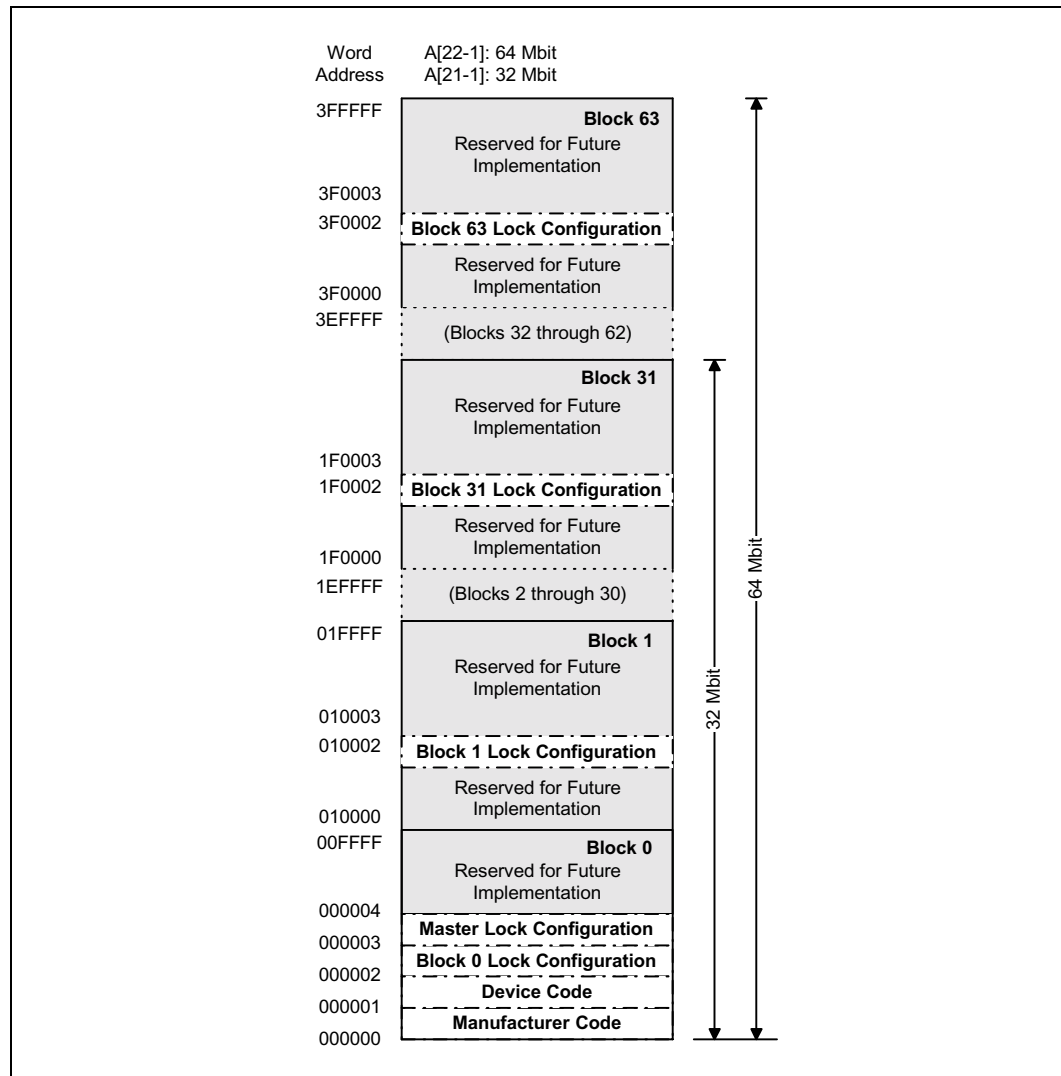 Word Address
A[22-1]: 64 Mbit
A[21-1]: 32 Mbit
3FFFFF
Block 63
Reserved for Future
Implementation
3F0003
3F0002
Block 63 Lock Configuration
Reserved for Future
Implementation
3F0000
3EFFFF
(Blocks 32 through 62)
Block 31
Reserved for Future
Implementation
1F0003
1F0002
Block 31 Lock Configuration
Reserved for Future
Implementation
1F0000
1EFFFF
(Blocks 2 through 30)
01FFFF
Block 1
Reserved for Future
Implementation
010003
010002
Block 1 Lock Configuration
Reserved for Future
Implementation
010000
00FFFF
Block 0
Reserved for Future
Implementation
000004
Master Lock Configuration
000003
Block 0 Lock Configuration
000002
Device Code
000001
Manufacturer Code
000000
32 Mbit
64 Mbit